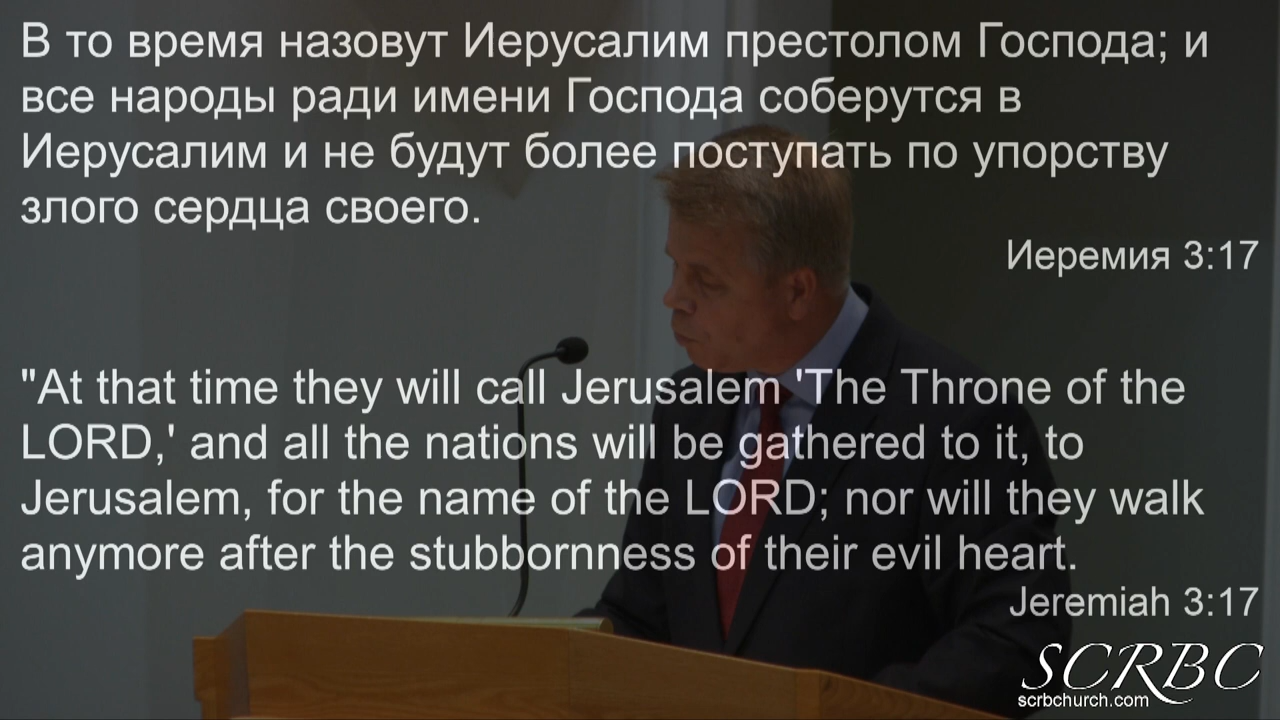 В то время назовут Иерусалим престолом Господа; и
все народы ради имени Господа соберутся в
Иерусалим и не будут более поступать по упорству
злого сердца своего.
Иеремия 3:17
"At that time they will call Jerusalem 'The Throne of the
LORD,' and all the nations will be gathered to it, to
Jerusalem, for the name of the LORD; nor will they walk
anymore after the stubbornness of their evil heart.
Jeremiah 3:17
SCRBC
scrbchurch.com